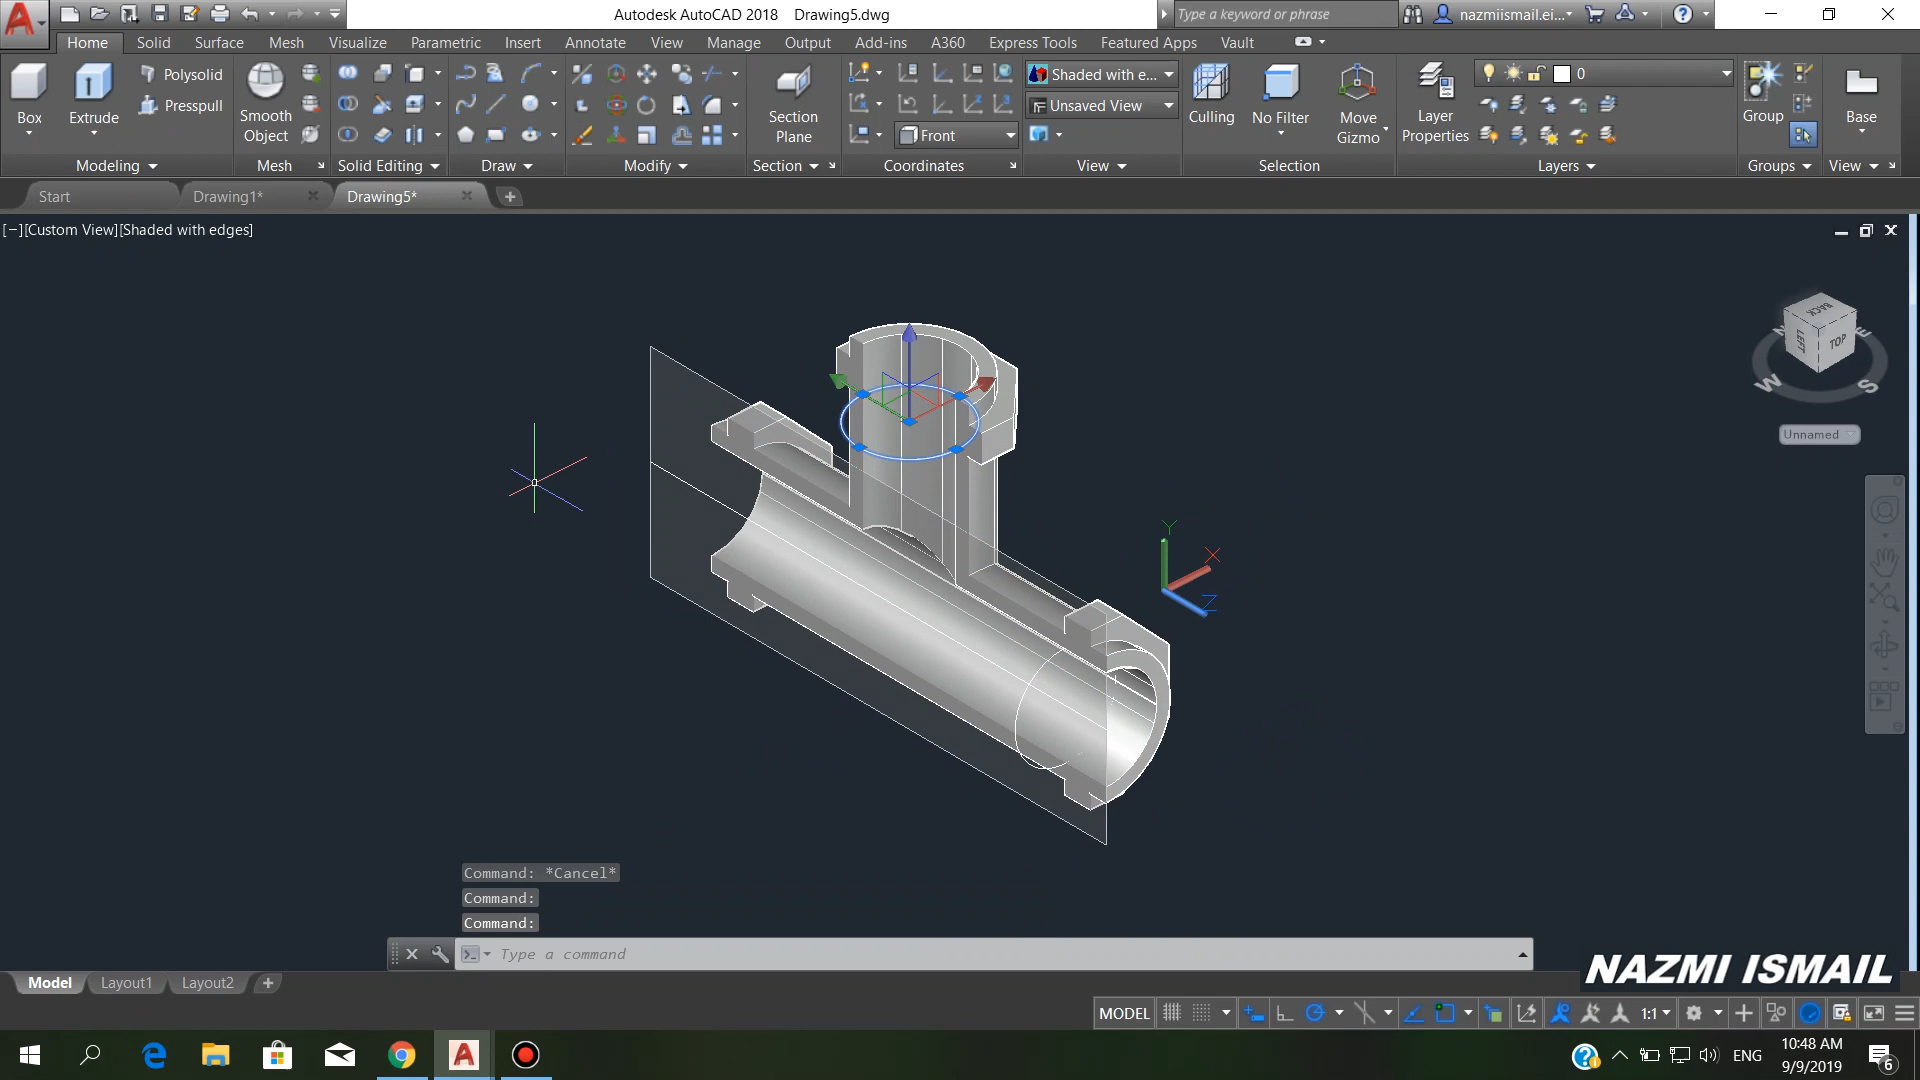 Autodesk AutoCAD 2018 Drawing5.dwg
Type a keyword or phrase
nazmiismail.ei...
Home Solid Surface Mesh Visualize Parametric Insert Annotate View Manage Output Add-ins A360 Express Tools Featured Apps Vault
Box
Extrude
Polysolid
Presspull
Smooth Object
Section Plane
Front
Shaded with e...
Unsaved View
Culling
No Filter
Move Gizmo
Layer Properties
0
Group
Base
Modeling Mesh Solid Editing Draw Modify Section Coordinates View Selection Layers Groups View
Start Drawing1* Drawing5*
[−][Custom View][Shaded with edges]
BACK
LEFT
TOP
N
E
W
S
Unnamed
Y
X
Z
Command: *Cancel*
Command:
Command:
Type a command
NAZMI ISMAIL
Model Layout1 Layout2
MODEL
1:1
ENG
10:48 AM
9/9/2019
6